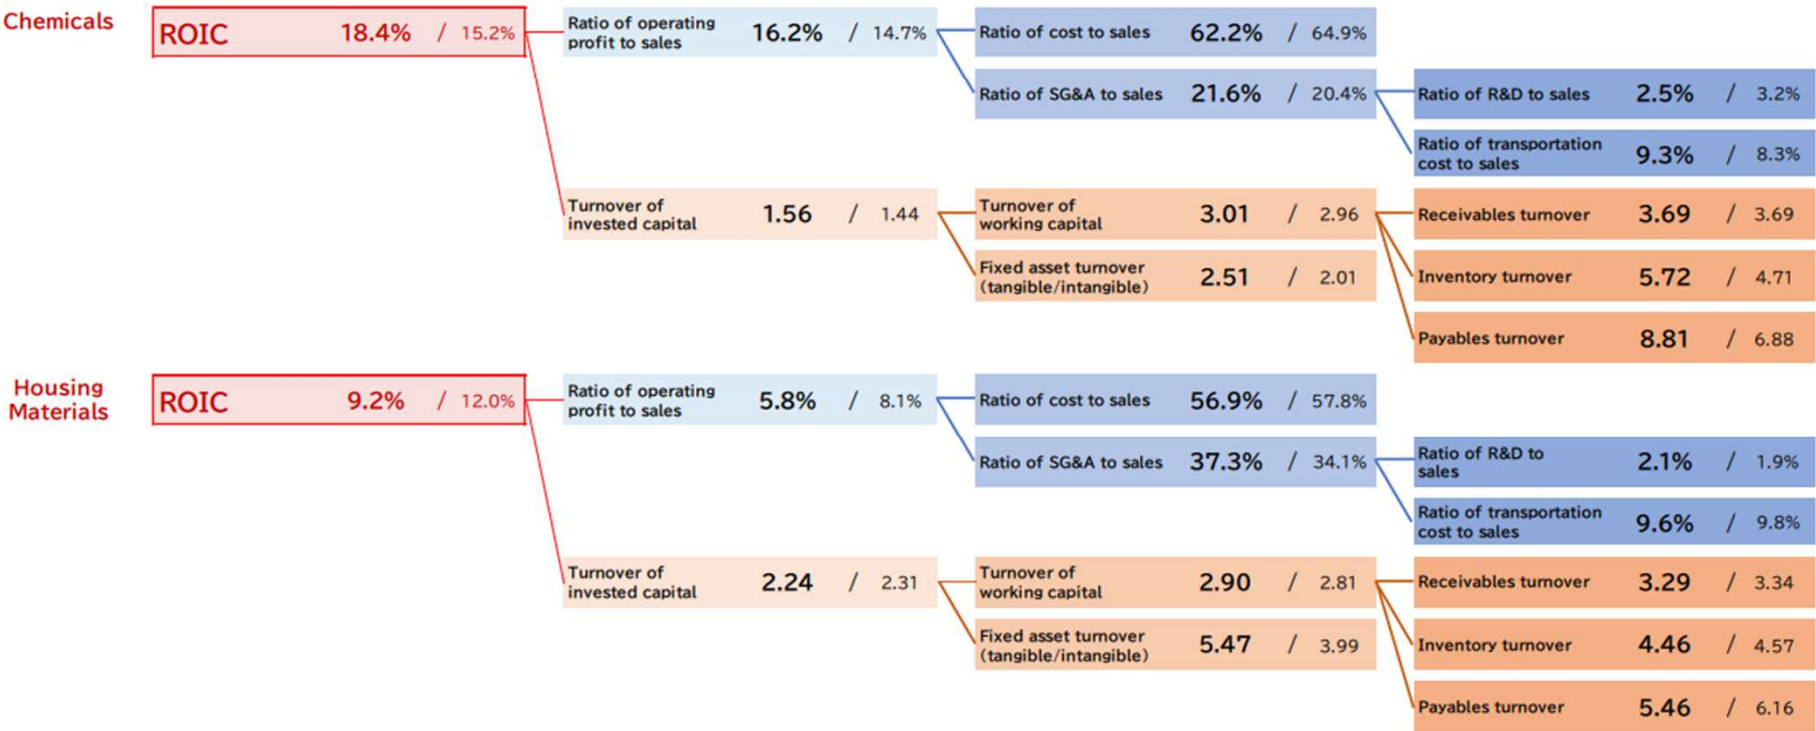 Chemicals
ROIC 18.4% / 15.2%
Ratio of operating
profit to sales 16.2% / 14.7%
Ratio of cost to sales 62.2% / 64.9%
Ratio of SG&A to sales 21.6% / 20.4%
Ratio of R&D to sales 2.5% / 3.2%
Ratio of transportation
cost to sales 9.3% / 8.3%
Turnover of
invested capital 1.56 / 1.44
Turnover of
working capital 3.01 / 2.96
Receivables turnover 3.69 / 3.69
Fixed asset turnover
(tangible/intangible) 2.51 / 2.01
Inventory turnover 5.72 / 4.71
Payables turnover 8.81 / 6.88
Housing
Materials
ROIC 9.2% / 12.0%
Ratio of operating
profit to sales 5.8% / 8.1%
Ratio of cost to sales 56.9% / 57.8%
Ratio of SG&A to sales 37.3% / 34.1%
Ratio of R&D to
sales 2.1% / 1.9%
Ratio of transportation
cost to sales 9.6% / 9.8%
Turnover of
invested capital 2.24 / 2.31
Turnover of
working capital 2.90 / 2.81
Receivables turnover 3.29 / 3.34
Fixed asset turnover
(tangible/intangible) 5.47 / 3.99
Inventory turnover 4.46 / 4.57
Payables turnover 5.46 / 6.16